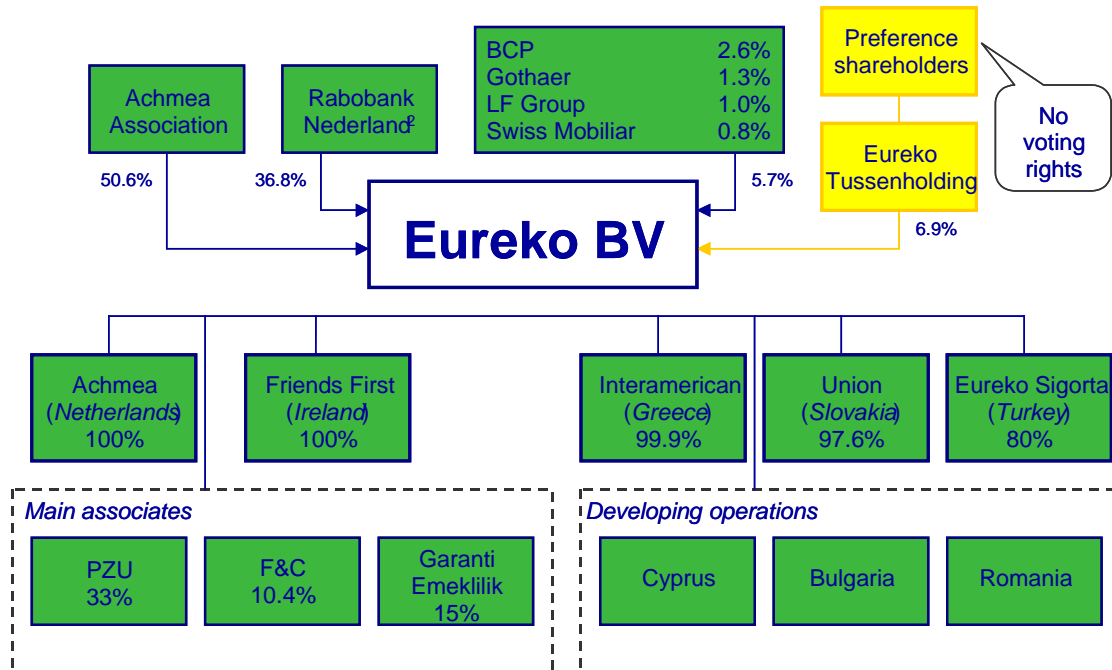 BCP 2.6%
Gothaer 1.3%
LF Group 1.0%
Swiss Mobiliar 0.8%
Preference
shareholders
Achmea
Association
Rabobank
Nederland²
No
voting
rights
Eureko
Tussenholding
50.6%
36.8%
5.7%
6.9%
Eureko BV
Achmea
(Netherlands)
100%
Friends First
(Ireland)
100%
Interamerican
(Greece)
99.9%
Union
(Slovakia)
97.6%
Eureko Sigorta
(Turkey)
80%
Main associates
PZU
33%
F&C
10.4%
Garanti
Emeklilik
15%
Developing operations
Cyprus
Bulgaria
Romania